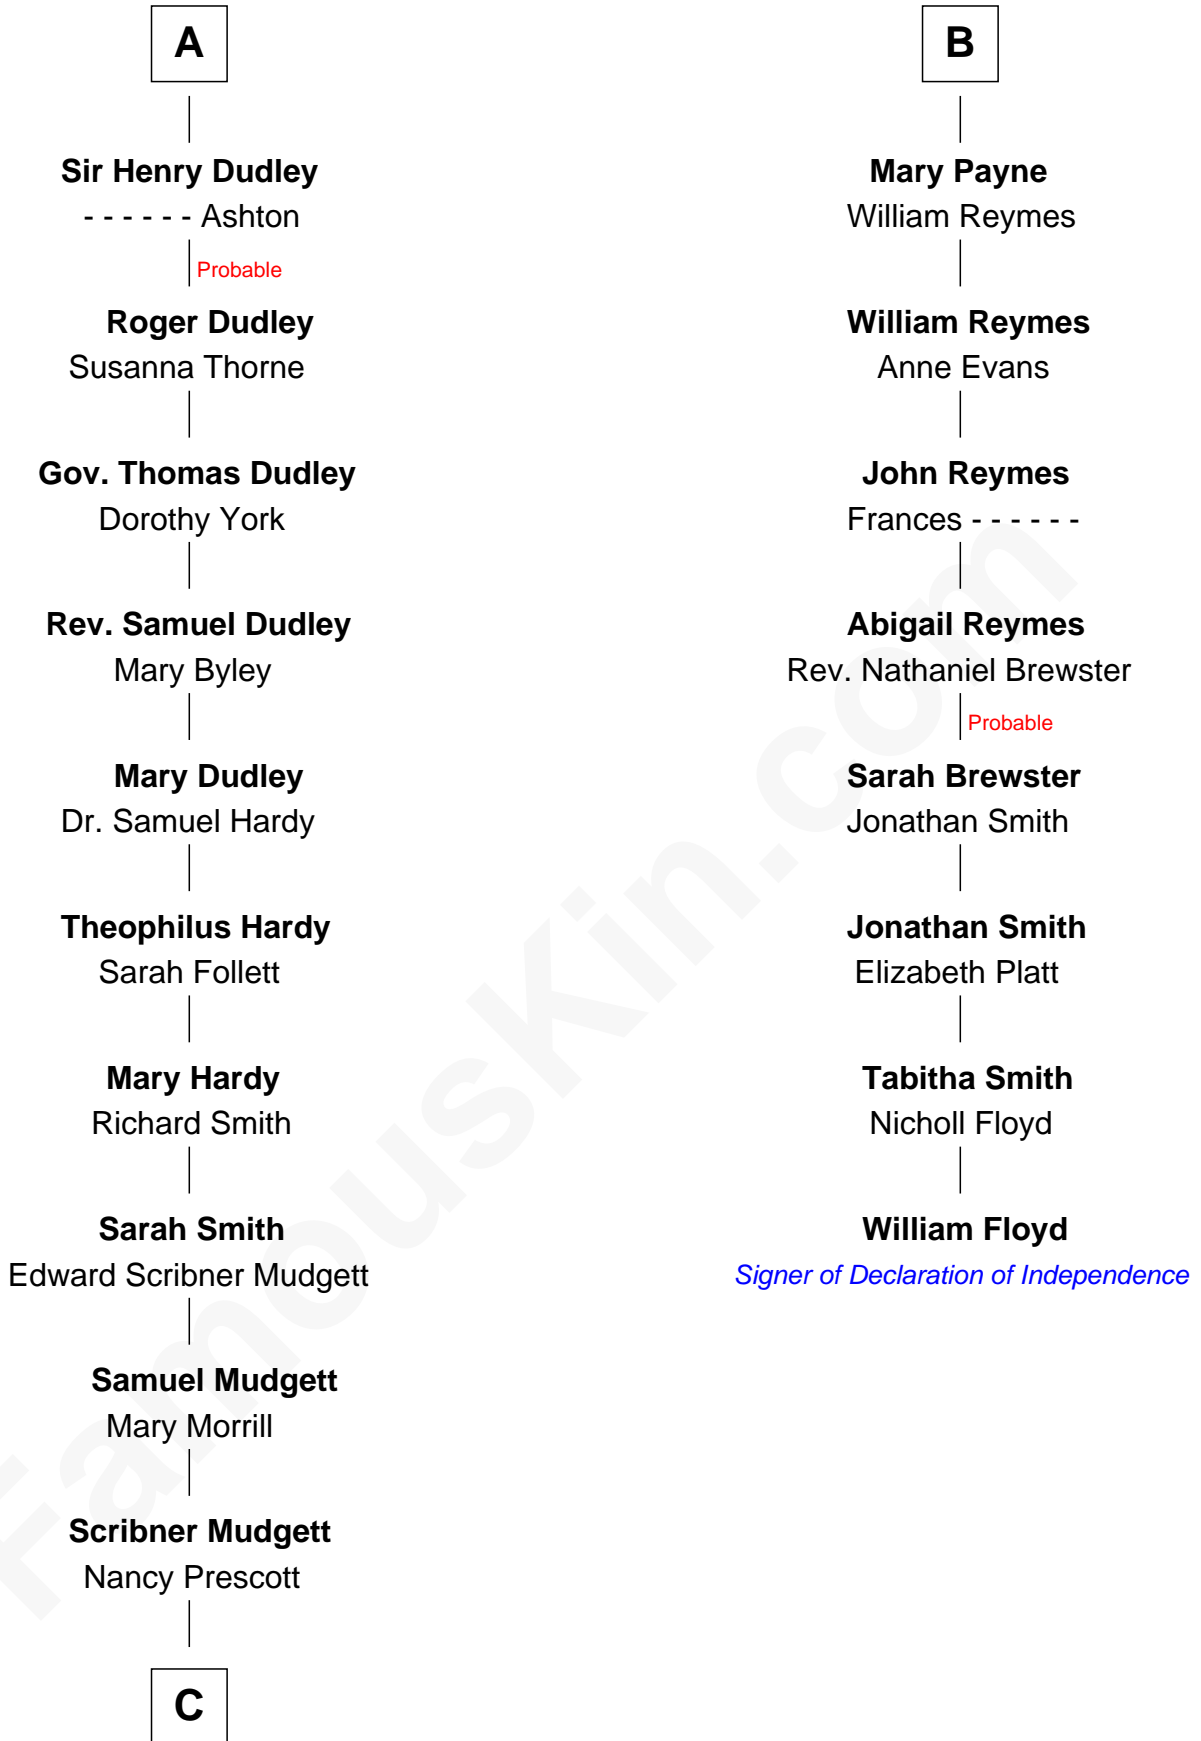 A
Sir Henry Dudley
- - - - - - Ashton
Probable
Roger Dudley
Susanna Thorne
Gov. Thomas Dudley
Dorothy York
Rev. Samuel Dudley
Mary Byley
Mary Dudley
Dr. Samuel Hardy
Theophilus Hardy
Sarah Follett
Mary Hardy
Richard Smith
Sarah Smith
Edward Scribner Mudgett
Samuel Mudgett
Mary Morrill
Scribner Mudgett
Nancy Prescott
C
B
Mary Payne
William Reymes
William Reymes
Anne Evans
John Reymes
Frances - - - - - -
Abigail Reymes
Rev. Nathaniel Brewster
Probable
Sarah Brewster
Jonathan Smith
Jonathan Smith
Elizabeth Platt
Tabitha Smith
Nicholl Floyd
William Floyd
Signer of Declaration of Independence
FamousKin.com